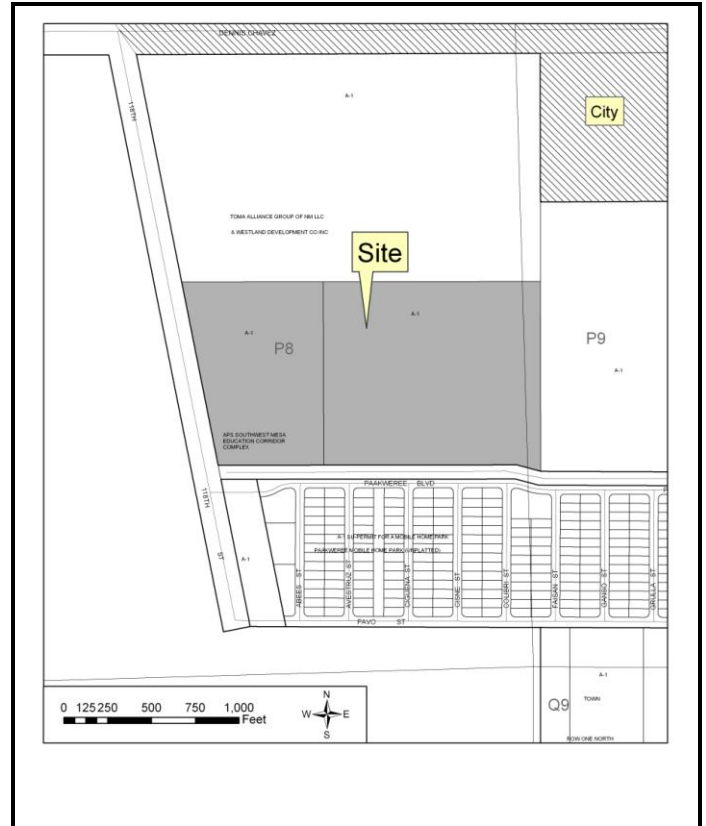 DENNIS CHAVEZ
118TH
A-1
City
TOMA ALLIANCE GROUP OF NM LLC
& WESTLAND DEVELOPMENT CO INC
Site
A-1
A-1
P8
P9
A-1
APS SOUTHWEST MESA
EDUCATION CORRIDOR
COMPLEX
PAAKWEREE BLVD
118TH ST
A-1
A-1 SU-PERMIT FOR A MOBILE HOME PARK
PAAKWEREE MOBILE HOME PARK (UNPLATTED)
ABEES ST
AVESTRUZ ST
CIGUENA ST
CISNE ST
COLIBRI ST
FAISAN ST
GANSO ST
GRULLA ST
PAVO ST
A-1
Q9
TOWN
ROW ONE NORTH
0 125 250 500 750 1,000
Feet
N
W E
S